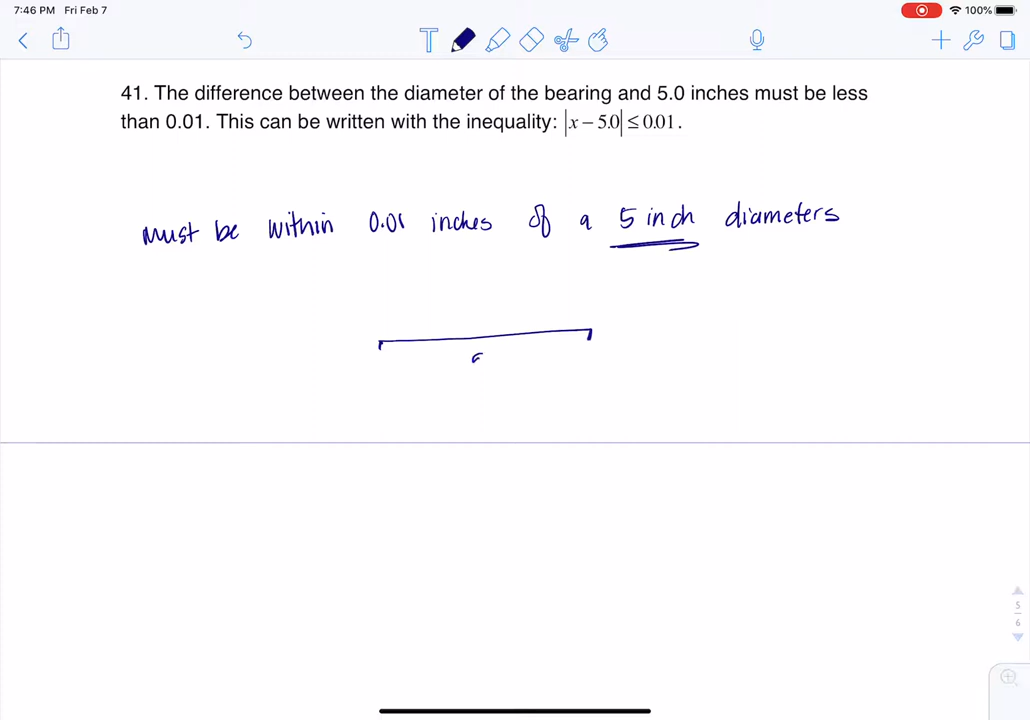 7:46 PM Fri Feb 7
100%
T
41. The difference between the diameter of the bearing and 5.0 inches must be less
than 0.01. This can be written with the inequality: |x − 5.0| ≤ 0.01.
must be within 0.01 inches of a 5 inch diameters
5
6